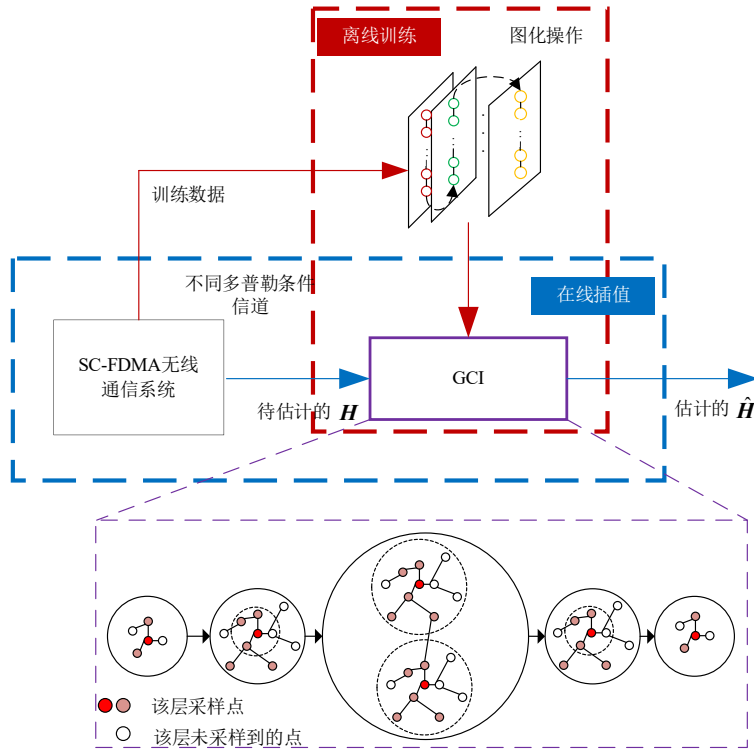 离线训练
图化操作
训练数据
不同多普勒条件
信道
在线插值
SC-FDMA无线
通信系统
GCI
待估计的 H
估计的 Ĥ
该层采样点
该层未采样到的点